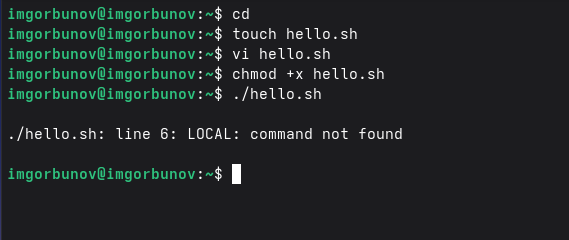 imgorbunov@imgorbunov:~$ cd
imgorbunov@imgorbunov:~$ touch hello.sh
imgorbunov@imgorbunov:~$ vi hello.sh
imgorbunov@imgorbunov:~$ chmod +x hello.sh
imgorbunov@imgorbunov:~$ ./hello.sh
./hello.sh: line 6: LOCAL: command not found
imgorbunov@imgorbunov:~$